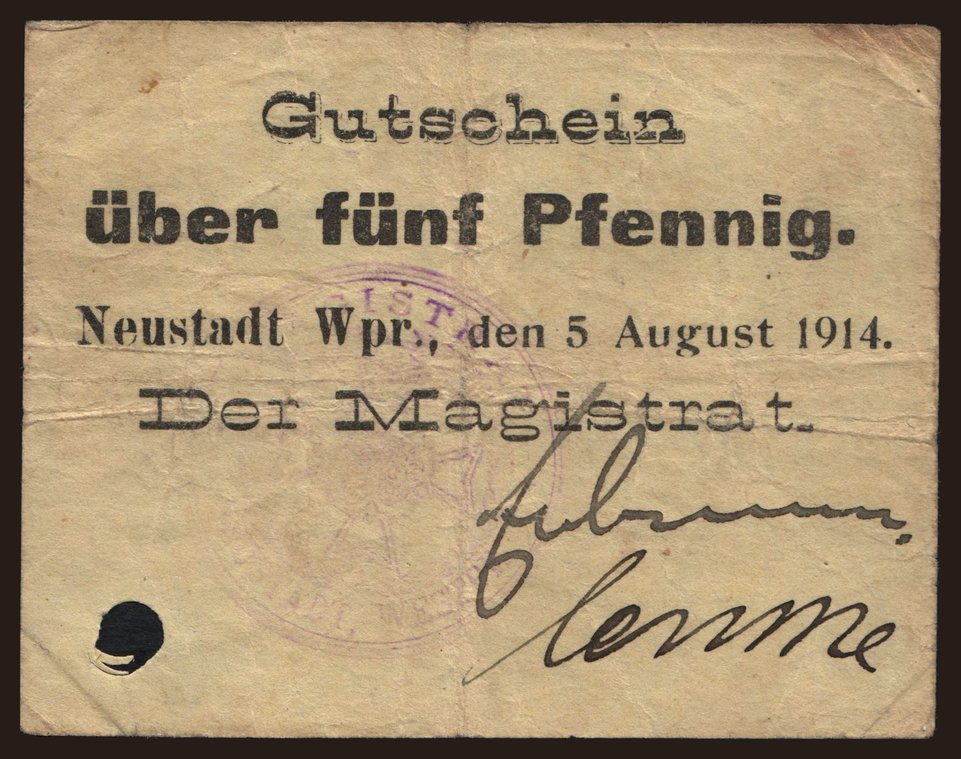 Gutschein
über fünf Pfennig.
Neustadt Wpr., den 5 August 1914.
Der Magistrat.